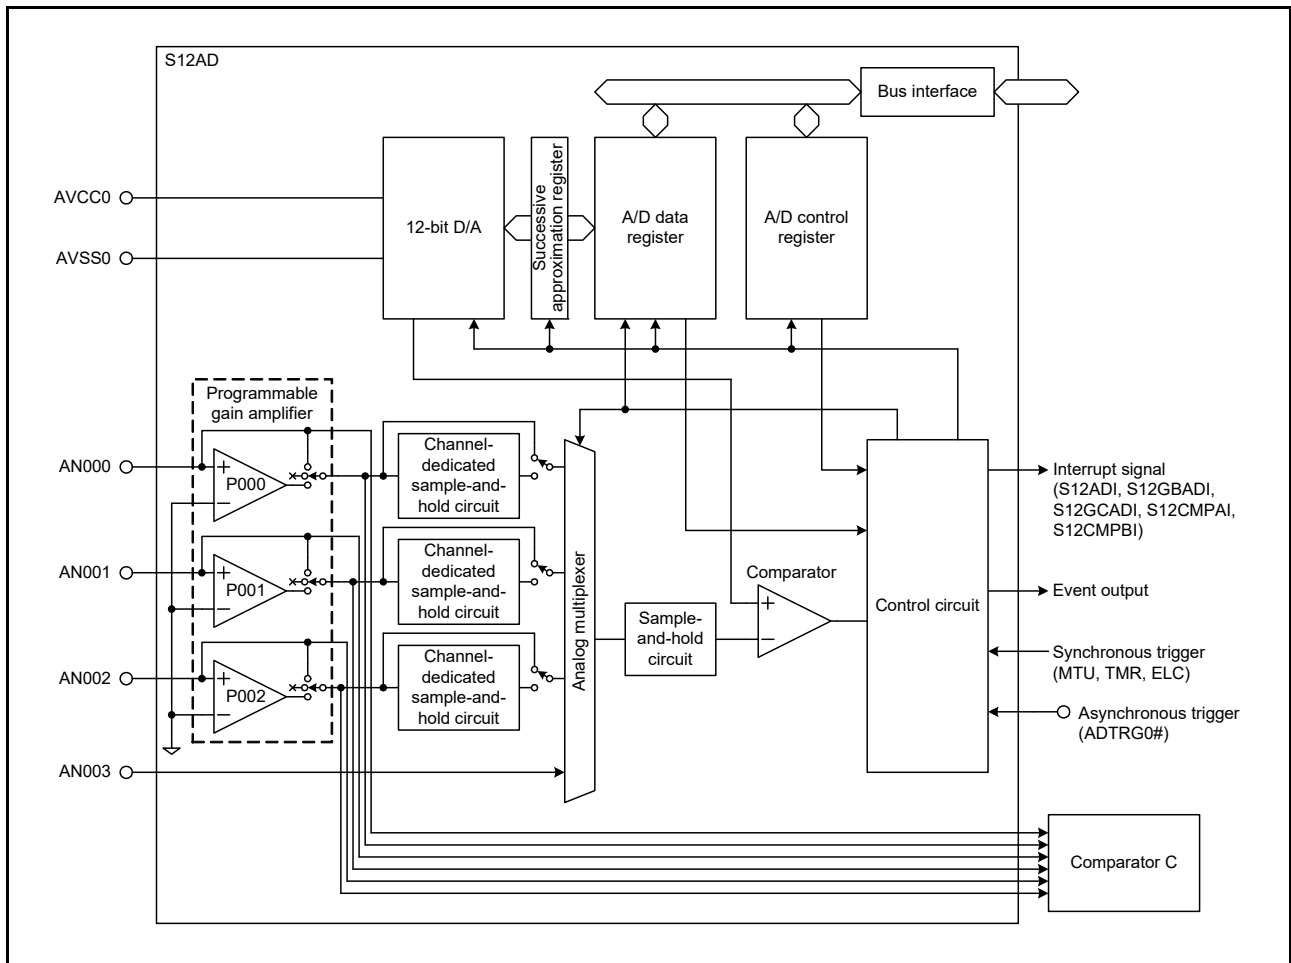 S12AD
Bus interface
AVCC0
AVSS0
12-bit D/A
Successive
approximation register
A/D data
register
A/D control
register
Programmable
gain amplifier
AN000
+
P000
−
Channel-
dedicated
sample-and-
hold circuit
AN001
+
P001
−
Channel-
dedicated
sample-and-
hold circuit
AN002
+
P002
−
Channel-
dedicated
sample-and-
hold circuit
AN003
Analog multiplexer
Sample-
and-hold
circuit
Comparator
+
−
Control circuit
Interrupt signal
(S12ADI, S12GBADI,
S12GCADI, S12CMPAI,
S12CMPBI)
Event output
Synchronous trigger
(MTU, TMR, ELC)
Asynchronous trigger
(ADTRG0#)
Comparator C